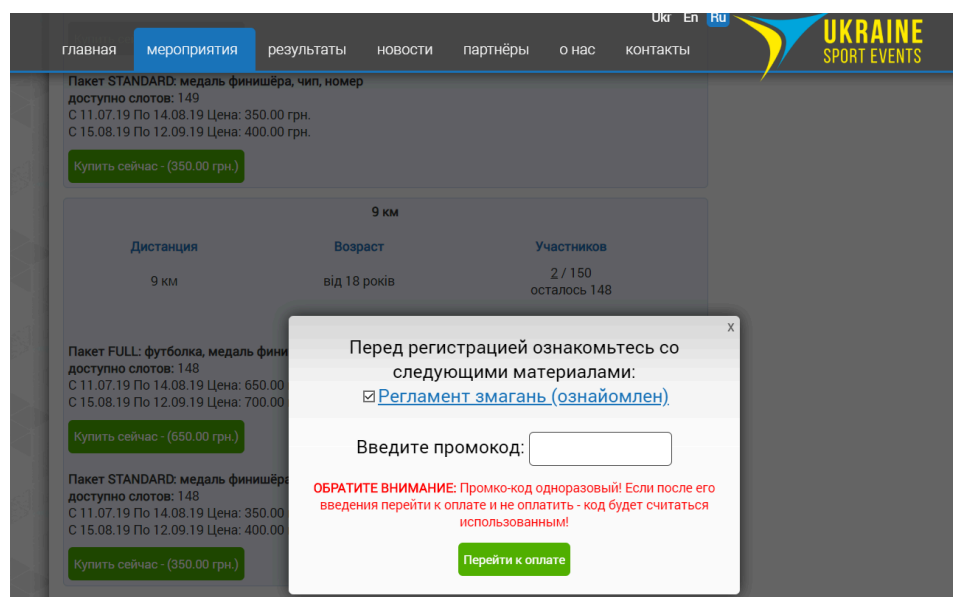 Ukr En Ru
главная мероприятия результаты новости партнёры о нас контакты
UKRAINE
SPORT EVENTS
Пакет STANDARD: медаль финишёра, чип, номер
доступно слотов: 149
С 11.07.19 По 14.08.19 Цена: 350.00 грн.
С 15.08.19 По 12.09.19 Цена: 400.00 грн.
Купить сейчас - (350.00 грн.)
9 км
Дистанция Возраст Участников
9 км від 18 років 2 / 150
осталось 148
Пакет FULL: футболка, медаль фини
доступно слотов: 148
С 11.07.19 По 14.08.19 Цена: 650.00
С 15.08.19 По 12.09.19 Цена: 700.00
Купить сейчас - (650.00 грн.)
Пакет STANDARD: медаль финишёра
доступно слотов: 148
С 11.07.19 По 14.08.19 Цена: 350.00
С 15.08.19 По 12.09.19 Цена: 400.00
Купить сейчас - (350.00 грн.)
x
Перед регистрацией ознакомьтесь со
следующими материалами:
Регламент змагань (ознайомлен)
Введите промокод:
ОБРАТИТЕ ВНИМАНИЕ: Промко-код одноразовый! Если после его
введения перейти к оплате и не оплатить - код будет считаться
использованным!
Перейти к оплате